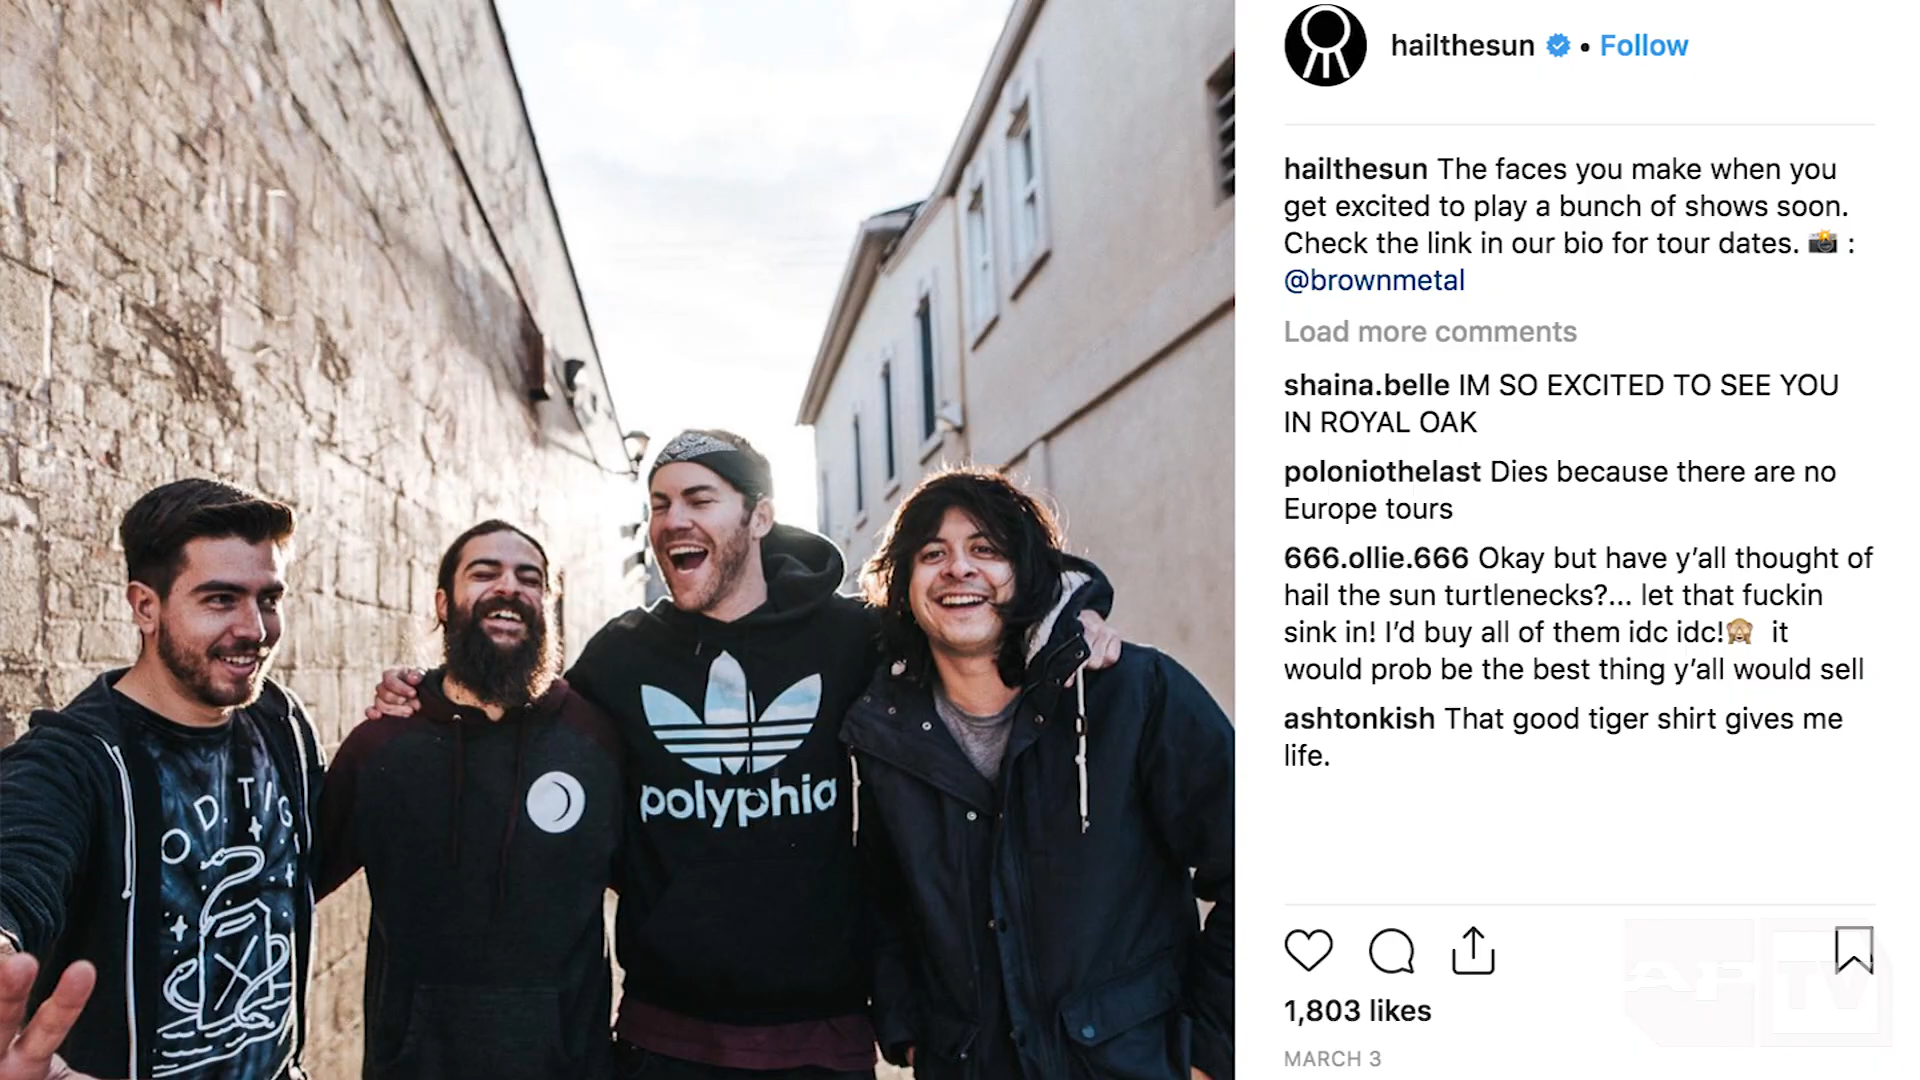 hailthesun • Follow
hailthesun The faces you make when you
get excited to play a bunch of shows soon.
Check the link in our bio for tour dates. 📸 :
@brownmetal
Load more comments
shaina.belle IM SO EXCITED TO SEE YOU
IN ROYAL OAK
poloniothelast Dies because there are no
Europe tours
666.ollie.666 Okay but have y’all thought of
hail the sun turtlenecks?... let that fuckin
sink in! I’d buy all of them idc idc!🙈 it
would prob be the best thing y’all would sell
ashtonkish That good tiger shirt gives me
life.
OD TIG
polyphia
1,803 likes
MARCH 3
AP TV